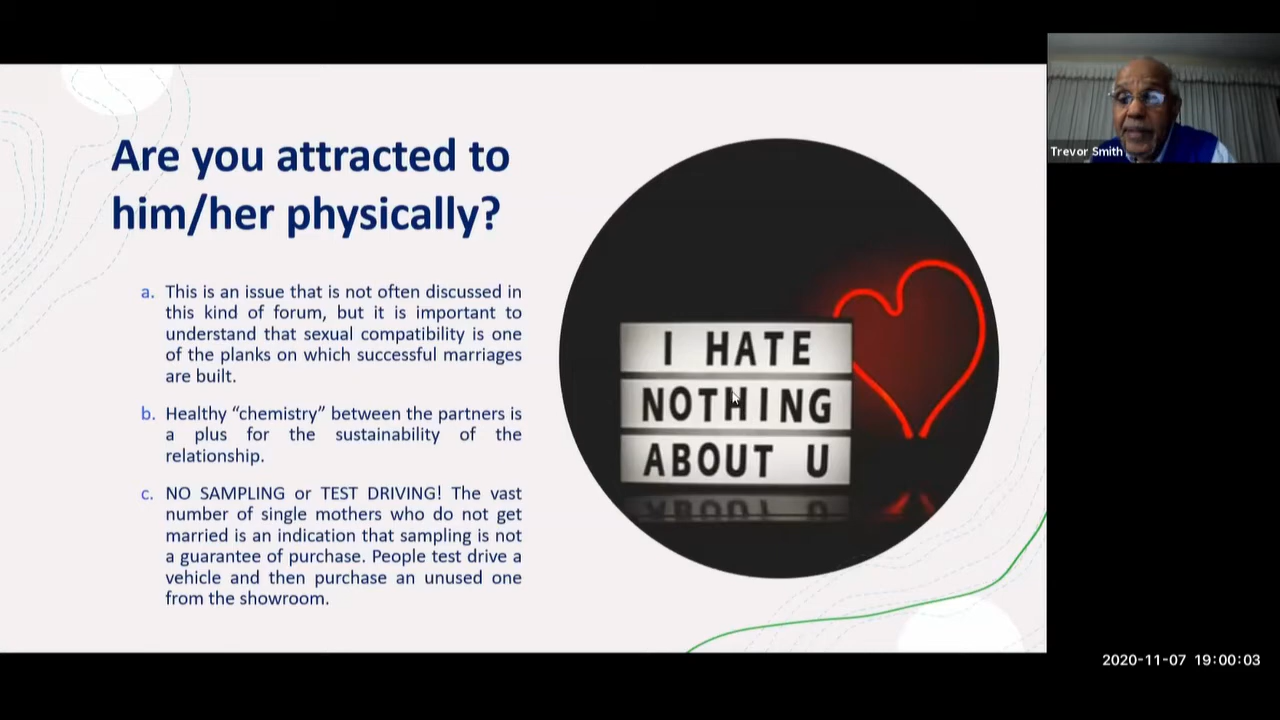 Are you attracted to
him/her physically?
a. This is an issue that is not often discussed in
this kind of forum, but it is important to
understand that sexual compatibility is one
of the planks on which successful marriages
are built.
b. Healthy “chemistry” between the partners is
a plus for the sustainability of the
relationship.
c. NO SAMPLING or TEST DRIVING! The vast
number of single mothers who do not get
married is an indication that sampling is not
a guarantee of purchase. People test drive a
vehicle and then purchase an unused one
from the showroom.
I HATE
NOTHING
ABOUT U
Trevor Smith
2020-11-07 19:00:03